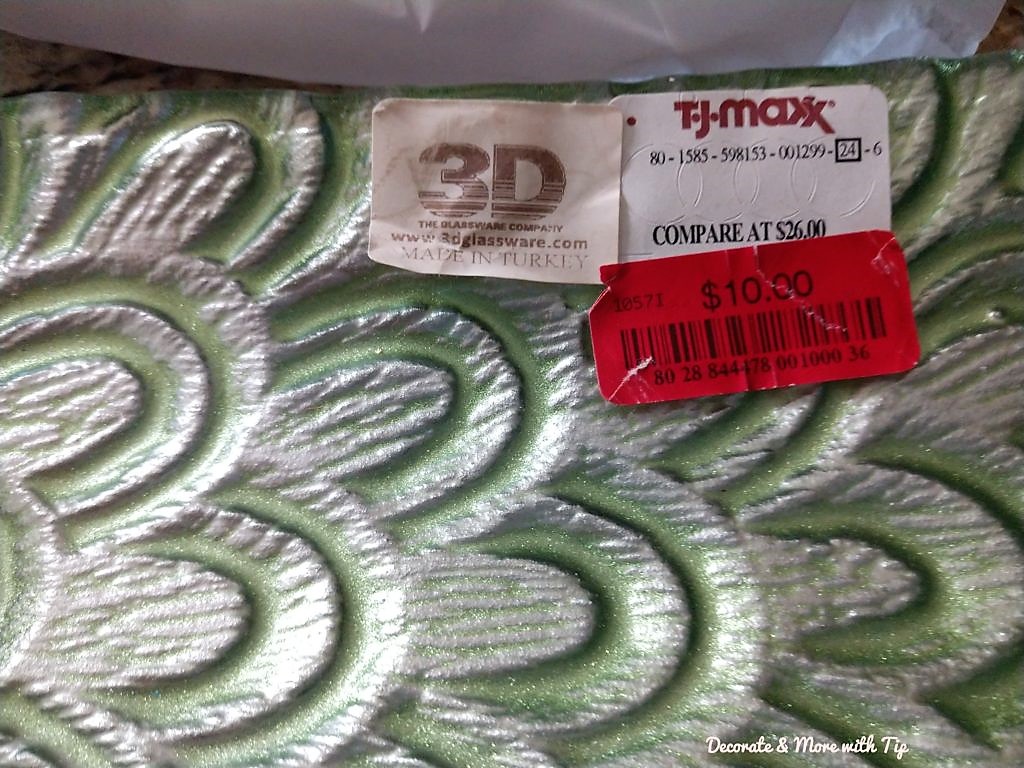 3D
THE GLASSWARE COMPANY
www.3dglassware.com
MADE IN TURKEY
T·J·maxx
80 - 1585 - 598153 - 001299 - 24 - 6
COMPARE AT $26.00
1057I $10.00
80 28 844478 001000 36
Decorate & More with Tip